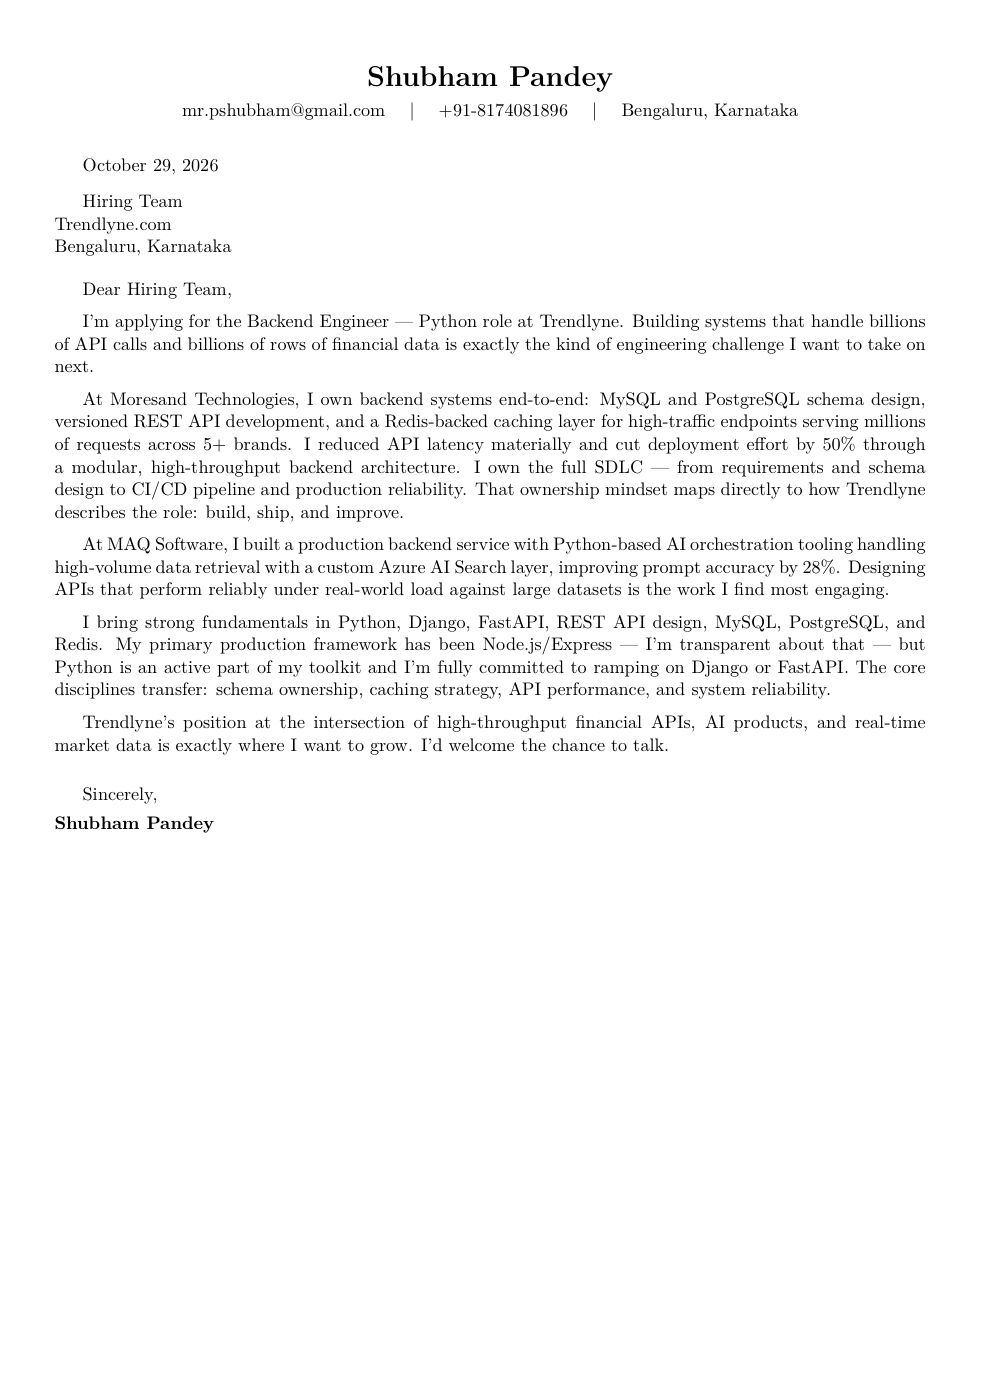 Shubham Pandey
mr.pshubham@gmail.com | +91-8174081896 | Bengaluru, Karnataka
October 29, 2026
Hiring Team
Trendlyne.com
Bengaluru, Karnataka
Dear Hiring Team,
I'm applying for the Backend Engineer — Python role at Trendlyne. Building systems that handle billions
of API calls and billions of rows of financial data is exactly the kind of engineering challenge I want to take on
next.
At Moresand Technologies, I own backend systems end-to-end: MySQL and PostgreSQL schema design,
versioned REST API development, and a Redis-backed caching layer for high-traffic endpoints serving millions
of requests across 5+ brands. I reduced API latency materially and cut deployment effort by 50% through
a modular, high-throughput backend architecture. I own the full SDLC — from requirements and schema
design to CI/CD pipeline and production reliability. That ownership mindset maps directly to how Trendlyne
describes the role: build, ship, and improve.
At MAQ Software, I built a production backend service with Python-based AI orchestration tooling handling
high-volume data retrieval with a custom Azure AI Search layer, improving prompt accuracy by 28%. Designing
APIs that perform reliably under real-world load against large datasets is the work I find most engaging.
I bring strong fundamentals in Python, Django, FastAPI, REST API design, MySQL, PostgreSQL, and
Redis. My primary production framework has been Node.js/Express — I'm transparent about that — but
Python is an active part of my toolkit and I'm fully committed to ramping on Django or FastAPI. The core
disciplines transfer: schema ownership, caching strategy, API performance, and system reliability.
Trendlyne's position at the intersection of high-throughput financial APIs, AI products, and real-time
market data is exactly where I want to grow. I'd welcome the chance to talk.
Sincerely,
Shubham Pandey